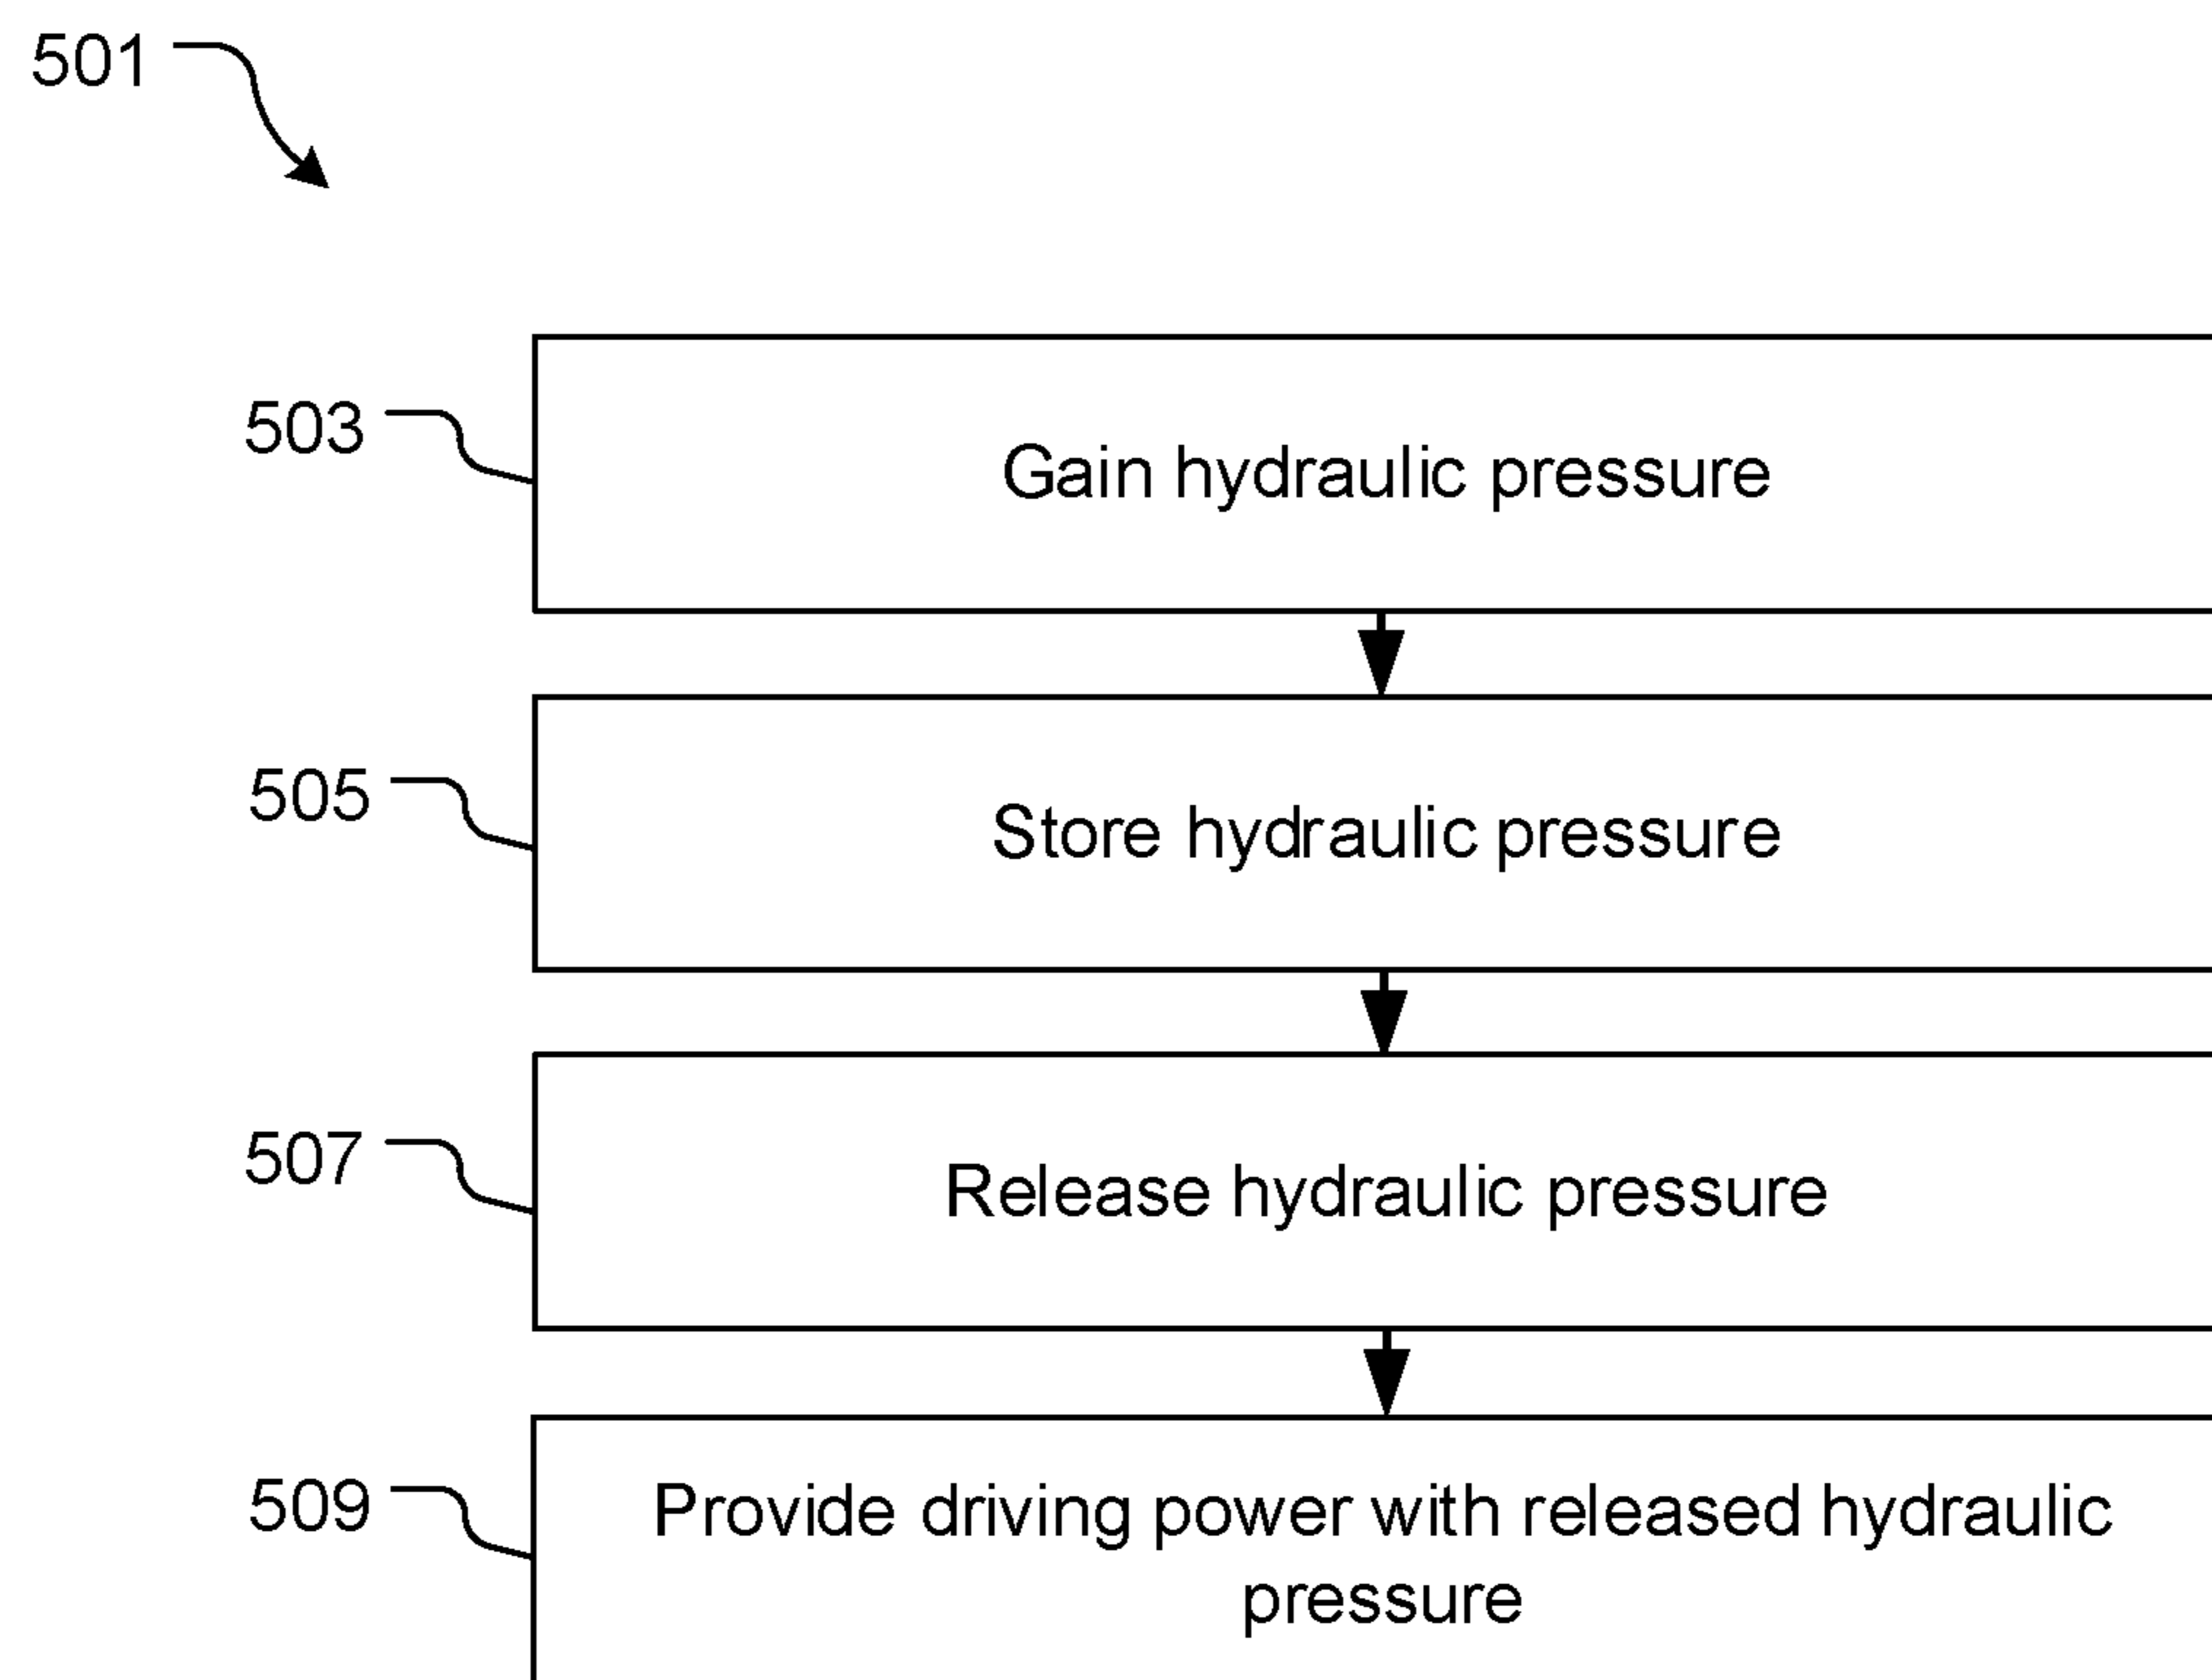 501
503
Gain hydraulic pressure
505
Store hydraulic pressure
507
Release hydraulic pressure
509
Provide driving power with released hydraulic
pressure